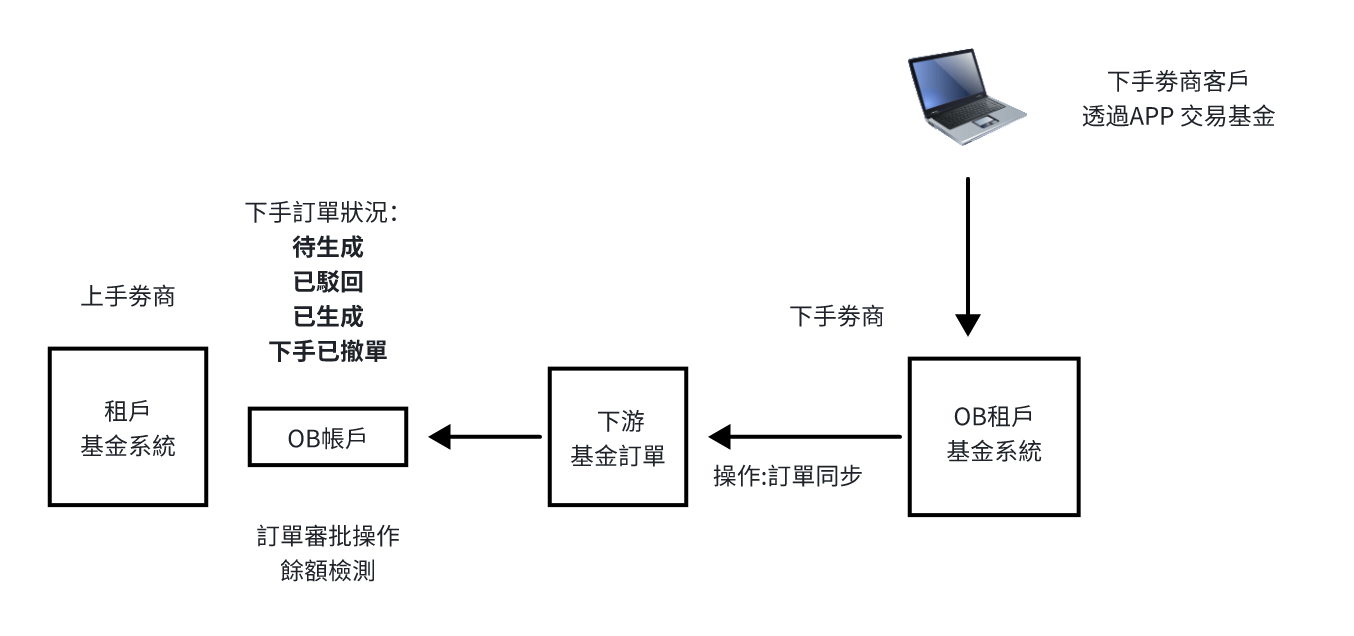 下手券商客戶
透過APP 交易基金
下手訂單狀況：
待生成
已駁回
已生成
下手已撤單
上手券商
租戶
基金系統
OB帳戶
訂單審批操作
餘額檢測
下游
基金訂單
操作:訂單同步
下手券商
OB租戶
基金系統